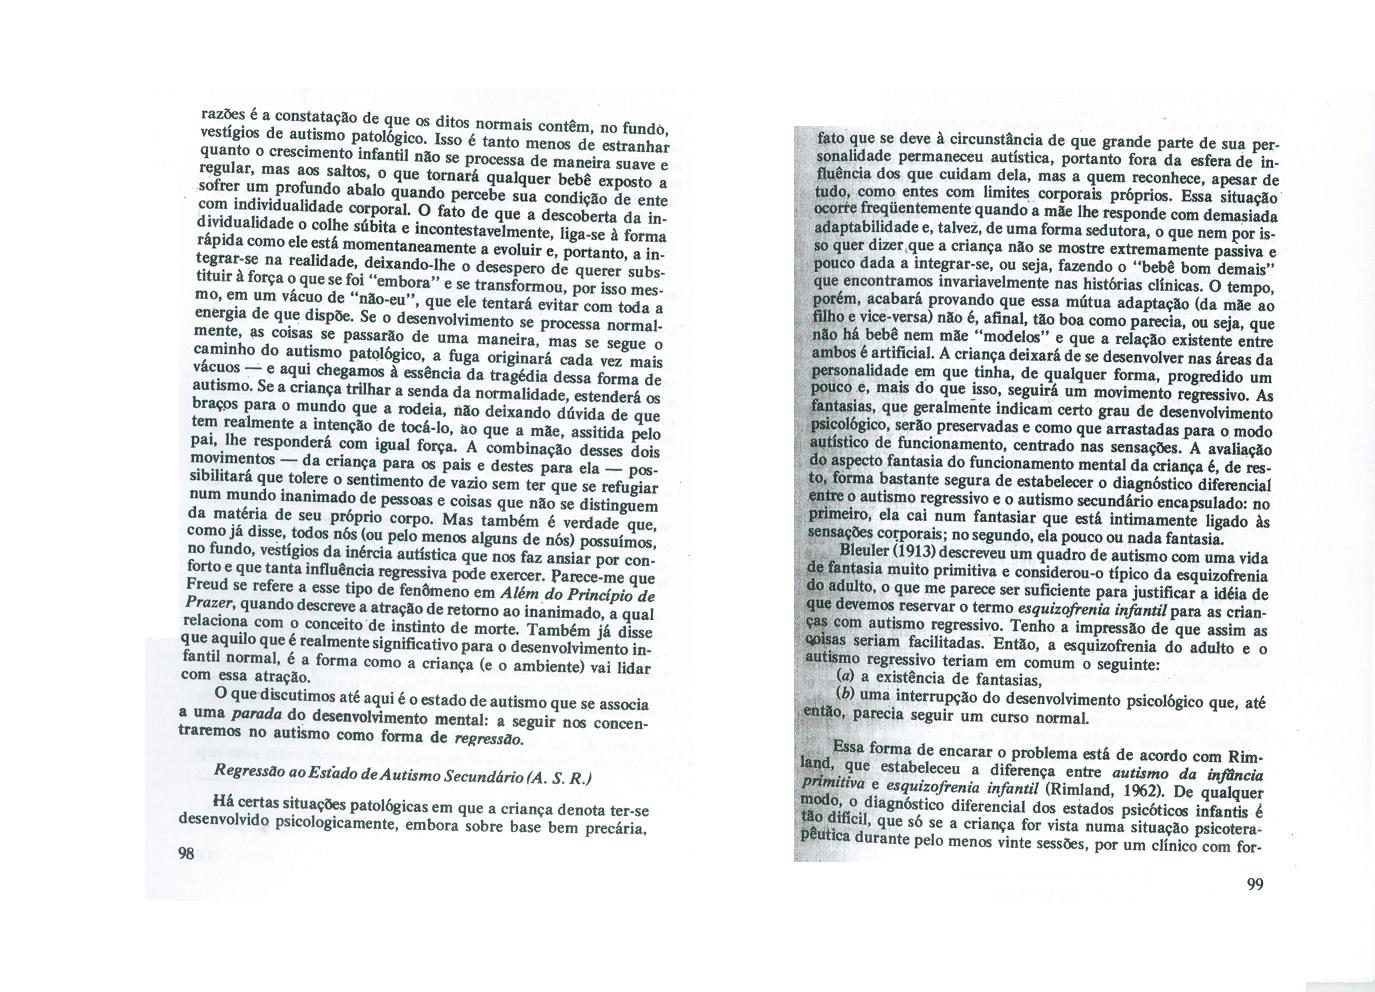 razões é a constatação de que os ditos normais contêm, no fundo,
vestígios de autismo patológico. Isso é tanto menos de estranhar
quanto o crescimento infantil não se processa de maneira suave e
regular, mas aos saltos, o que tornará qualquer bebê exposto a
sofrer um profundo abalo quando percebe sua condição de ente
com individualidade corporal. O fato de que a descoberta da in-
dividualidade o colhe súbita e incontestavelmente, liga-se à forma
rápida como ele está momentaneamente a evoluir e, portanto, a in-
tegrar-se na realidade, deixando-lhe o desespero de querer subs-
tituir à força o que se foi “embora” e se transformou, por isso mes-
mo, em um vácuo de “não-eu”, que ele tentará evitar com toda a
energia de que dispõe. Se o desenvolvimento se processa normal-
mente, as coisas se passarão de uma maneira, mas se segue o
caminho do autismo patológico, a fuga originará cada vez mais
vácuos — e aqui chegamos à essência da tragédia dessa forma de
autismo. Se a criança trilhar a senda da normalidade, estenderá os
braços para o mundo que a rodeia, não deixando dúvida de que
tem realmente a intenção de tocá-lo, ao que a mãe, assitida pelo
pai, lhe responderá com igual força. A combinação desses dois
movimentos — da criança para os pais e destes para ela — pos-
sibilitará que tolere o sentimento de vazio sem ter que se refugiar
num mundo inanimado de pessoas e coisas que não se distinguem
da matéria de seu próprio corpo. Mas também é verdade que,
como já disse, todos nós (ou pelo menos alguns de nós) possuímos,
no fundo, vestígios da inércia autística que nos faz ansiar por con-
forto e que tanta influência regressiva pode exercer. Parece-me que
Freud se refere a esse tipo de fenômeno em Além do Princípio de
Prazer, quando descreve a atração de retorno ao inanimado, a qual
relaciona com o conceito de instinto de morte. Também já disse
que aquilo que é realmente significativo para o desenvolvimento in-
fantil normal, é a forma como a criança (e o ambiente) vai lidar
com essa atração.
O que discutimos até aqui é o estado de autismo que se associa
a uma parada do desenvolvimento mental: a seguir nos concen-
traremos no autismo como forma de regressão.
Regressão ao Estado de Autismo Secundário (A. S. R.)
Há certas situações patológicas em que a criança denota ter-se
desenvolvido psicologicamente, embora sobre base bem precária,
98
fato que se deve à circunstância de que grande parte de sua per-
sonalidade permaneceu autística, portanto fora da esfera de in-
fluência dos que cuidam dela, mas a quem reconhece, apesar de
tudo, como entes com limites corporais próprios. Essa situação
ocorre freqüentemente quando a mãe lhe responde com demasiada
adaptabilidade e, talvez, de uma forma sedutora, o que nem por is-
so quer dizer que a criança não se mostre extremamente passiva e
pouco dada a integrar-se, ou seja, fazendo o “bebê bom demais”
que encontramos invariavelmente nas histórias clínicas. O tempo,
porém, acabará provando que essa mútua adaptação (da mãe ao
filho e vice-versa) não é, afinal, tão boa como parecia, ou seja, que
não há bebê nem mãe “modelos” e que a relação existente entre
ambos é artificial. A criança deixará de se desenvolver nas áreas da
personalidade em que tinha, de qualquer forma, progredido um
pouco e, mais do que isso, seguirá um movimento regressivo. As
fantasias, que geralmente indicam certo grau de desenvolvimento
psicológico, serão preservadas e como que arrastadas para o modo
autístico de funcionamento, centrado nas sensações. A avaliação
do aspecto fantasia do funcionamento mental da criança é, de res-
to, forma bastante segura de estabelecer o diagnóstico diferencial
entre o autismo regressivo e o autismo secundário encapsulado: no
primeiro, ela cai num fantasiar que está intimamente ligado às
sensações corporais; no segundo, ela pouco ou nada fantasia.
Bleuler (1913) descreveu um quadro de autismo com uma vida
de fantasia muito primitiva e considerou-o típico da esquizofrenia
do adulto, o que me parece ser suficiente para justificar a idéia de
que devemos reservar o termo esquizofrenia infantil para as crian-
ças com autismo regressivo. Tenho a impressão de que assim as
coisas seriam facilitadas. Então, a esquizofrenia do adulto e o
autismo regressivo teriam em comum o seguinte:
(a) a existência de fantasias,
(b) uma interrupção do desenvolvimento psicológico que, até
então, parecia seguir um curso normal.
Essa forma de encarar o problema está de acordo com Rim-
land, que estabeleceu a diferença entre autismo da infância
primitiva e esquizofrenia infantil (Rimland, 1962). De qualquer
modo, o diagnóstico diferencial dos estados psicóticos infantis é
tão difícil, que só se a criança for vista numa situação psicotera-
pêutica durante pelo menos vinte sessões, por um clínico com for-
99